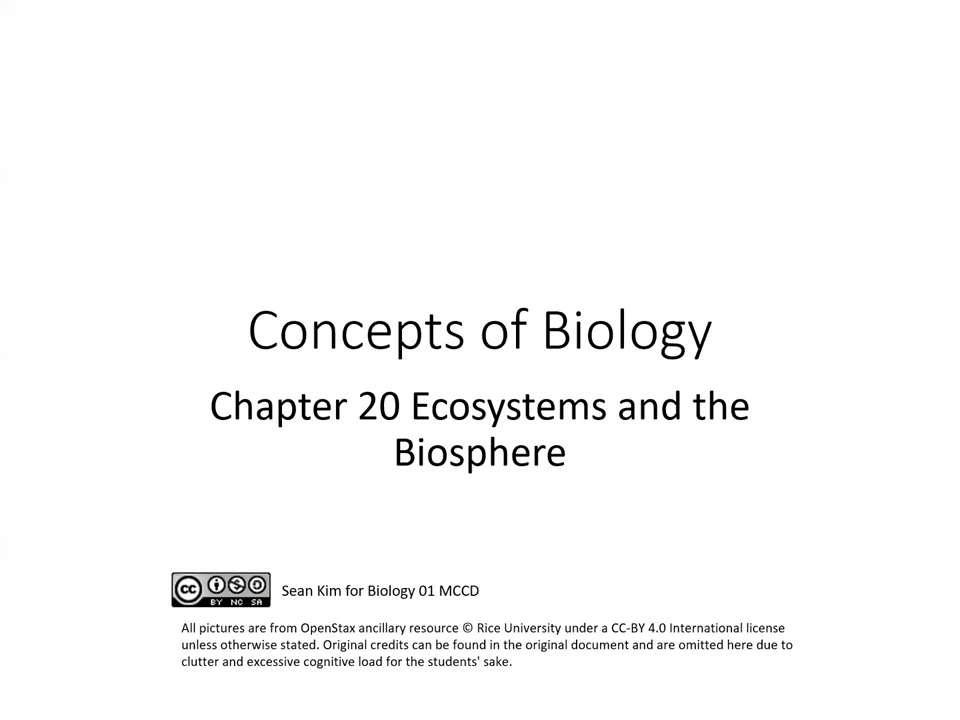 Concepts of Biology
Chapter 20 Ecosystems and the
Biosphere
cc
BY NC SA
Sean Kim for Biology 01 MCCD
All pictures are from OpenStax ancillary resource © Rice University under a CC-BY 4.0 International license
unless otherwise stated. Original credits can be found in the original document and are omitted here due to
clutter and excessive cognitive load for the students' sake.